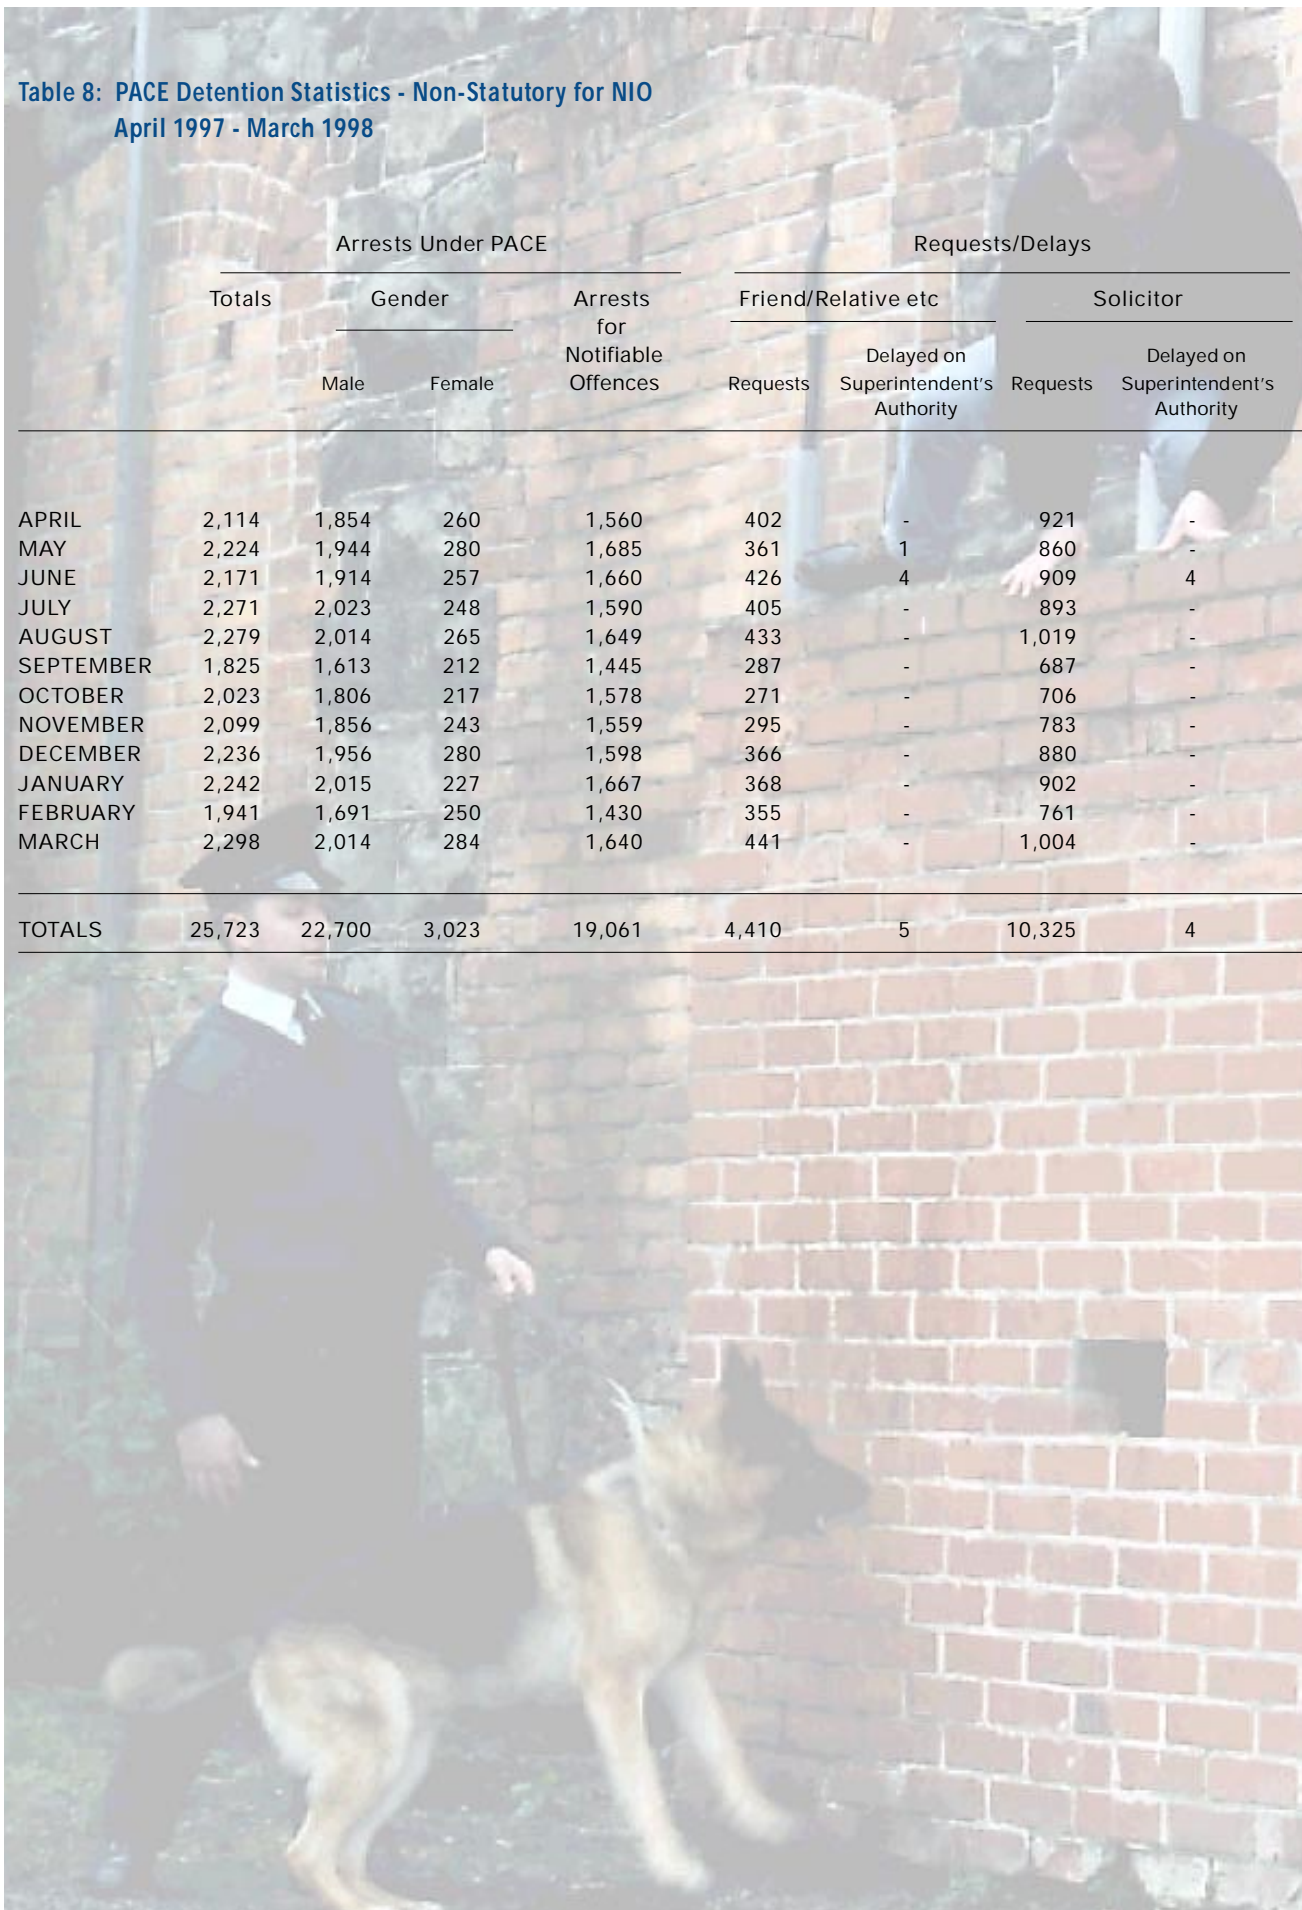 Table 8: PACE Detention Statistics - Non-Statutory for NIO
April 1997 - March 1998
Arrests Under PACE Requests/Delays
Totals Gender Arrests Friend/Relative etc Solicitor
for
Notifiable Delayed on Delayed on
Male Female Offences Requests Superintendent's Requests Superintendent's
Authority Authority
APRIL 2,114 1,854 260 1,560 402 - 921 -
MAY 2,224 1,944 280 1,685 361 1 860 -
JUNE 2,171 1,914 257 1,660 426 4 909 4
JULY 2,271 2,023 248 1,590 405 - 893 -
AUGUST 2,279 2,014 265 1,649 433 - 1,019 -
SEPTEMBER 1,825 1,613 212 1,445 287 - 687 -
OCTOBER 2,023 1,806 217 1,578 271 - 706 -
NOVEMBER 2,099 1,856 243 1,559 295 - 783 -
DECEMBER 2,236 1,956 280 1,598 366 - 880 -
JANUARY 2,242 2,015 227 1,667 368 - 902 -
FEBRUARY 1,941 1,691 250 1,430 355 - 761 -
MARCH 2,298 2,014 284 1,640 441 - 1,004 -
TOTALS 25,723 22,700 3,023 19,061 4,410 5 10,325 4